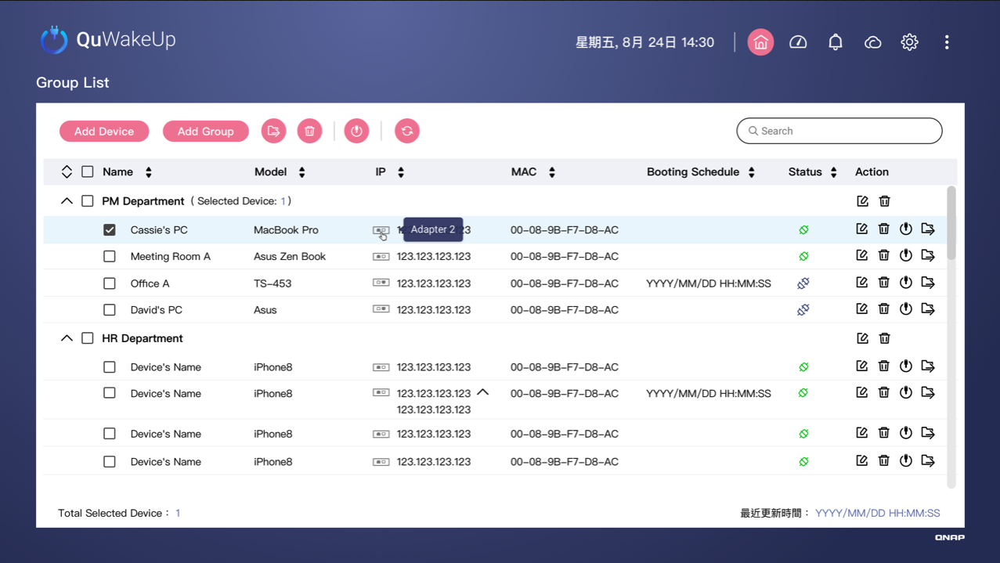 QuWakeUp
星期五, 8月 24日 14:30
Group List
Add Device Add Group Search
Name Model IP MAC Booting Schedule Status Action
PM Department ( Selected Device: 1 )
Cassie's PC MacBook Pro Adapter 2 00-08-9B-F7-D8-AC
Meeting Room A Asus Zen Book 123.123.123.123 00-08-9B-F7-D8-AC
Office A TS-453 123.123.123.123 00-08-9B-F7-D8-AC YYYY/MM/DD HH:MM:SS
David's PC Asus 123.123.123.123 00-08-9B-F7-D8-AC
HR Department
Device's Name iPhone8 123.123.123.123 00-08-9B-F7-D8-AC
Device's Name iPhone8 123.123.123.123 00-08-9B-F7-D8-AC YYYY/MM/DD HH:MM:SS
123.123.123.123
Device's Name iPhone8 123.123.123.123 00-08-9B-F7-D8-AC
Device's Name iPhone8 123.123.123.123 00-08-9B-F7-D8-AC
Total Selected Device : 1 最近更新時間 : YYYY/MM/DD HH:MM:SS
QNAP